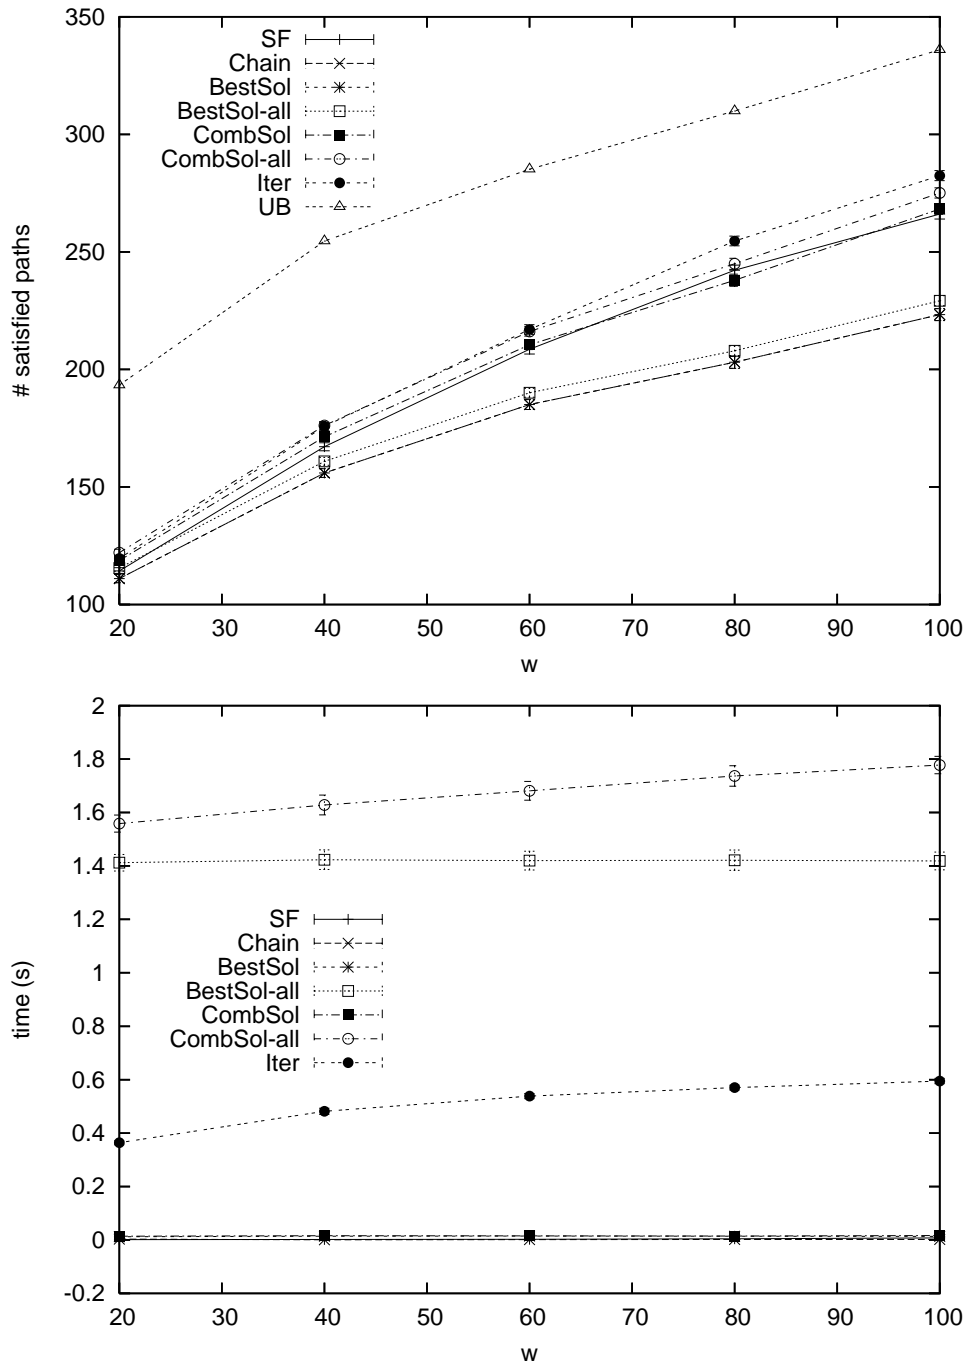 350
300
250
200
150
100
# satisfied paths
SF
Chain
BestSol
BestSol-all
CombSol
CombSol-all
Iter
UB
20 30 40 50 60 70 80 90 100
w
2
1.8
1.6
1.4
1.2
1
0.8
0.6
0.4
0.2
0
-0.2
time (s)
SF
Chain
BestSol
BestSol-all
CombSol
CombSol-all
Iter
20 30 40 50 60 70 80 90 100
w